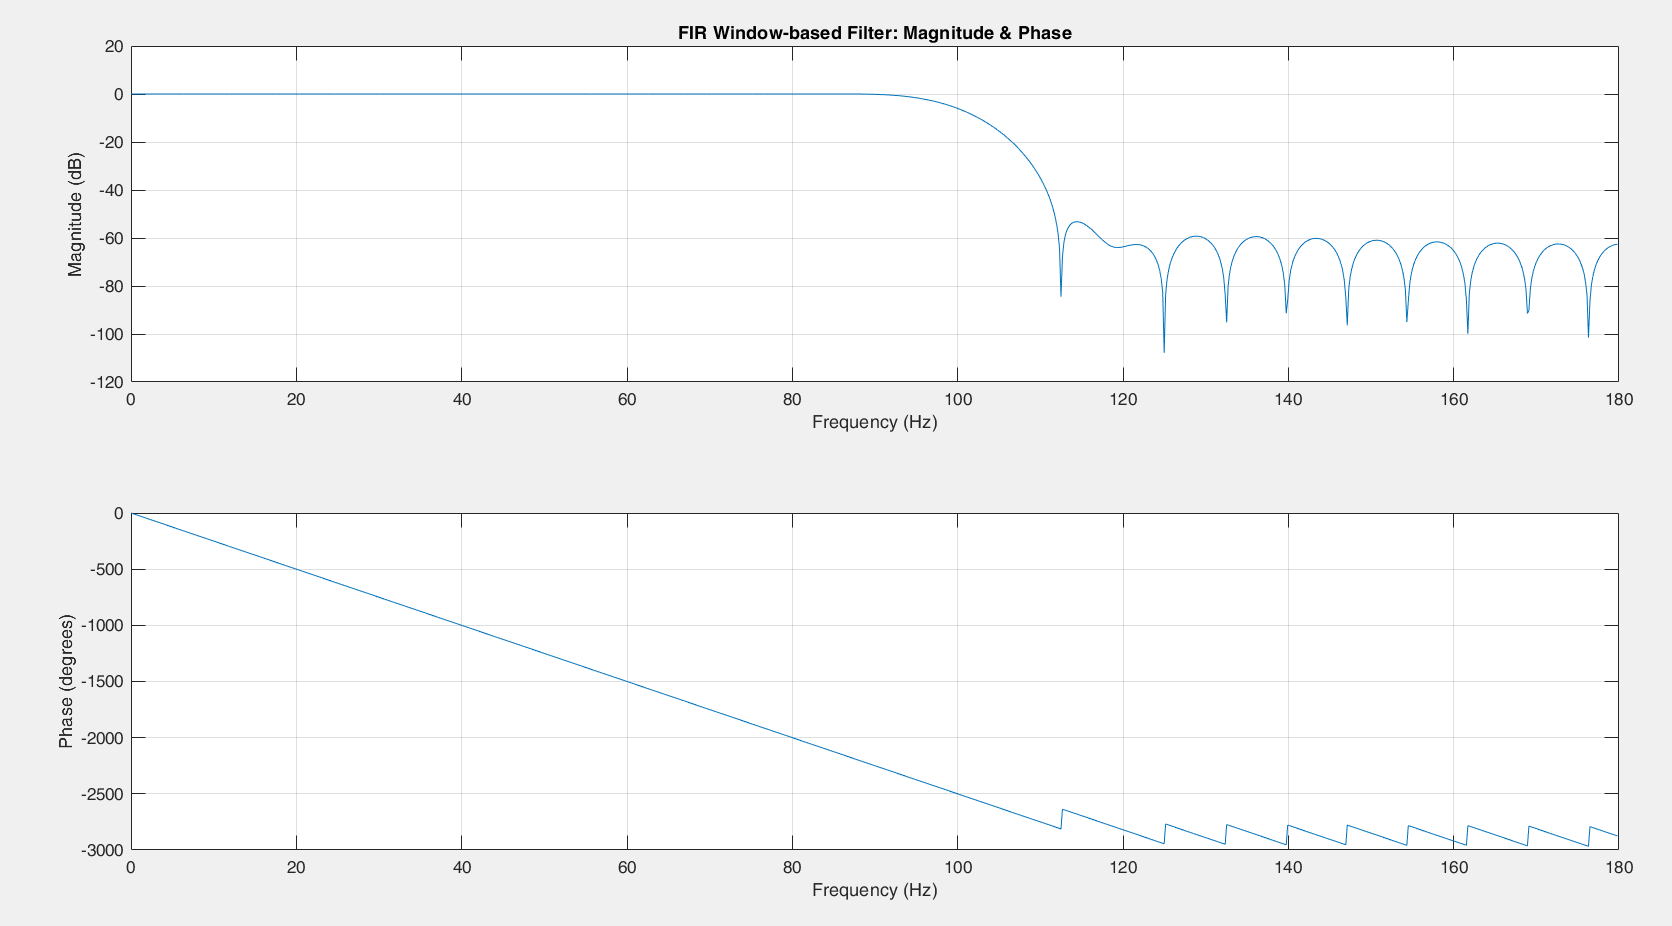 FIR Window-based Filter: Magnitude & Phase
20
0
-20
-40
-60
-80
-100
-120
Magnitude (dB)
0 20 40 60 80 100 120 140 160 180
Frequency (Hz)
0
-500
-1000
-1500
-2000
-2500
-3000
Phase (degrees)
0 20 40 60 80 100 120 140 160 180
Frequency (Hz)